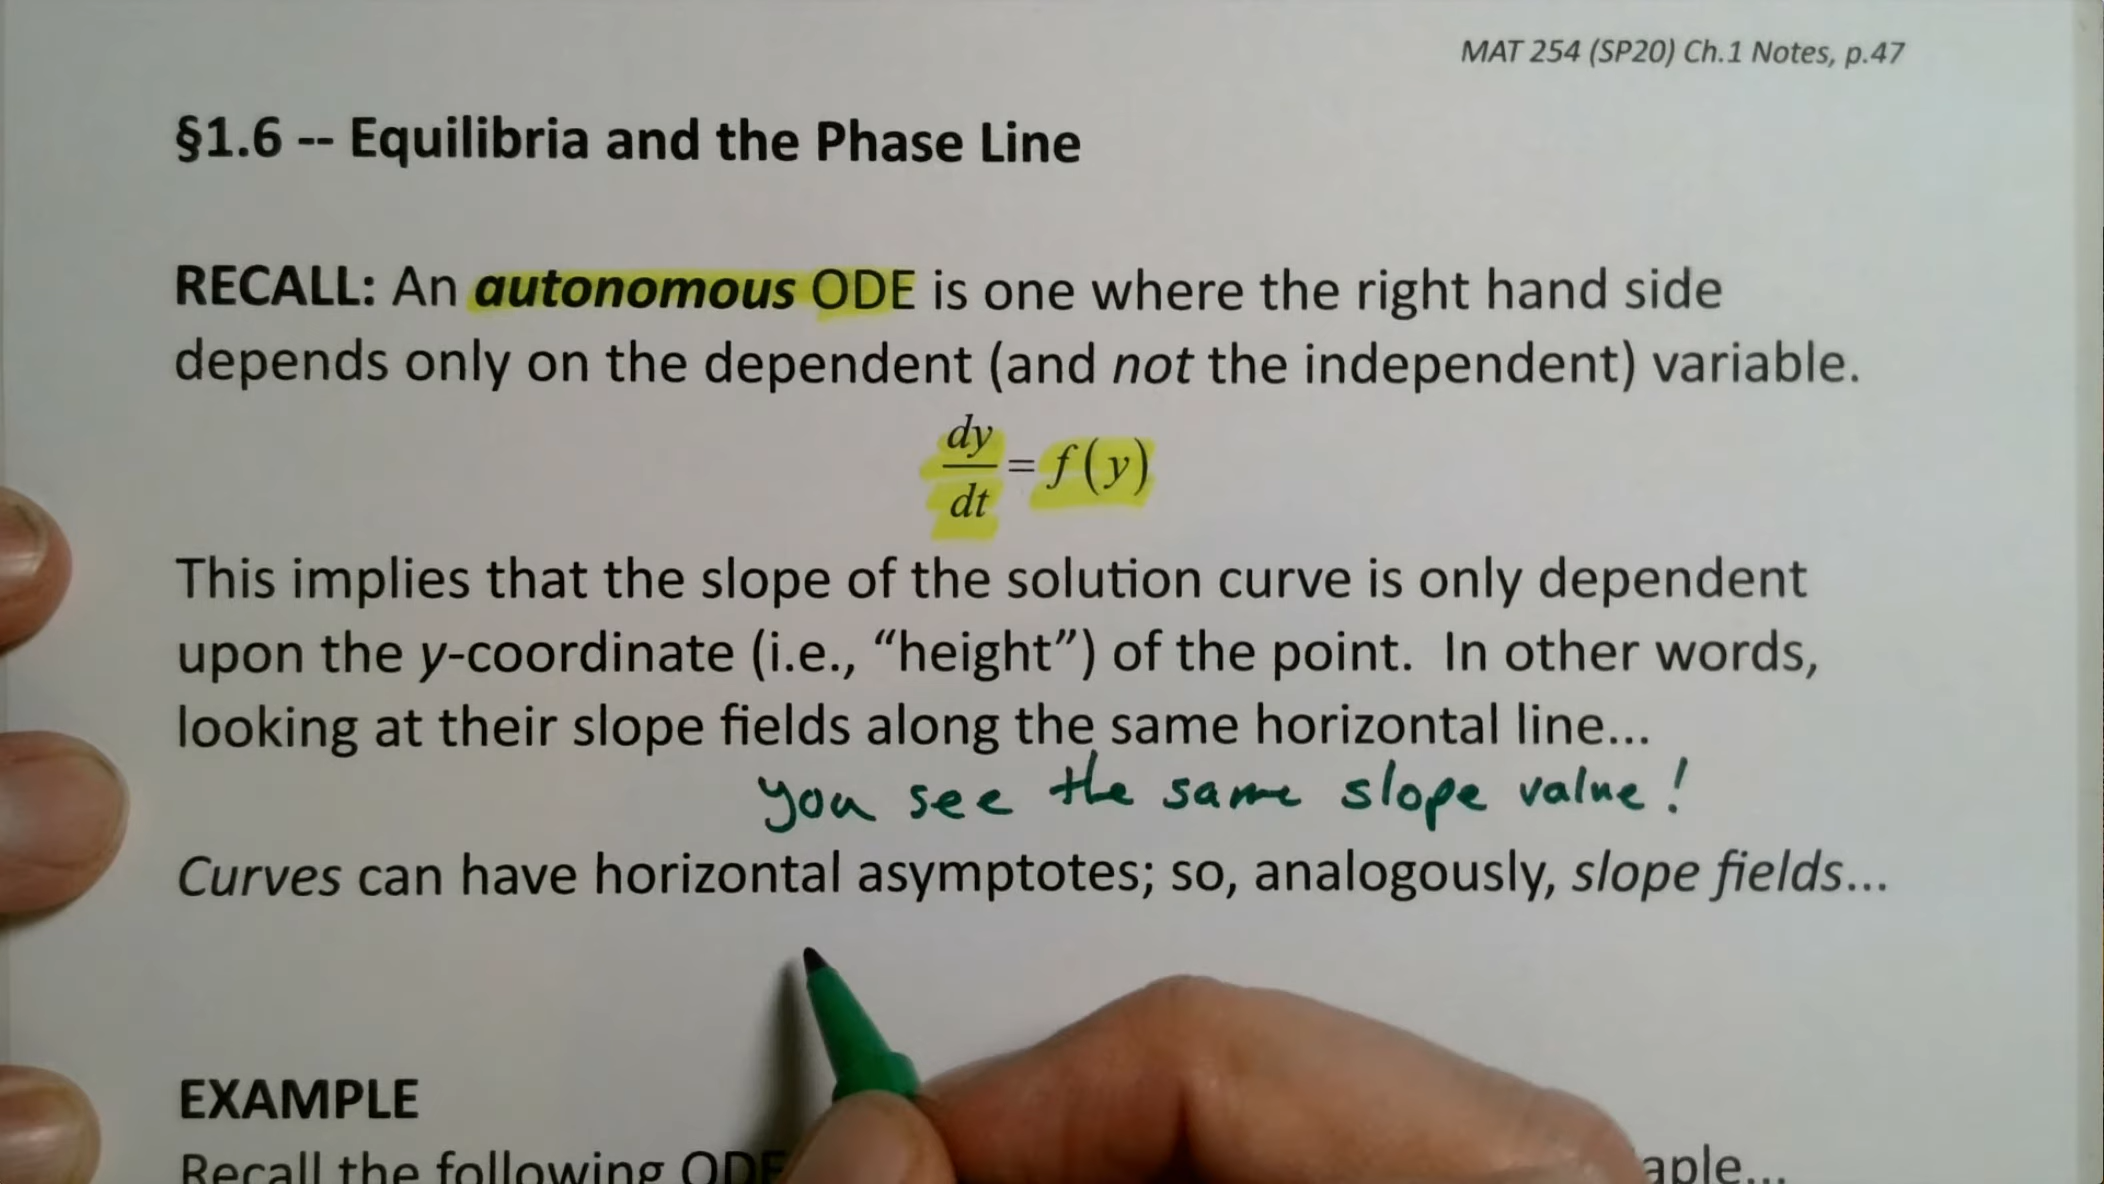 MAT 254 (SP20) Ch.1 Notes, p.47
§1.6 -- Equilibria and the Phase Line
RECALL: An autonomous ODE is one where the right hand side
depends only on the dependent (and not the independent) variable.
dy/dt = f(y)
This implies that the slope of the solution curve is only dependent
upon the y-coordinate (i.e., “height”) of the point. In other words,
looking at their slope fields along the same horizontal line...
you see the same slope value!
Curves can have horizontal asymptotes; so, analogously, slope fields...
EXAMPLE
Recall the following ODE